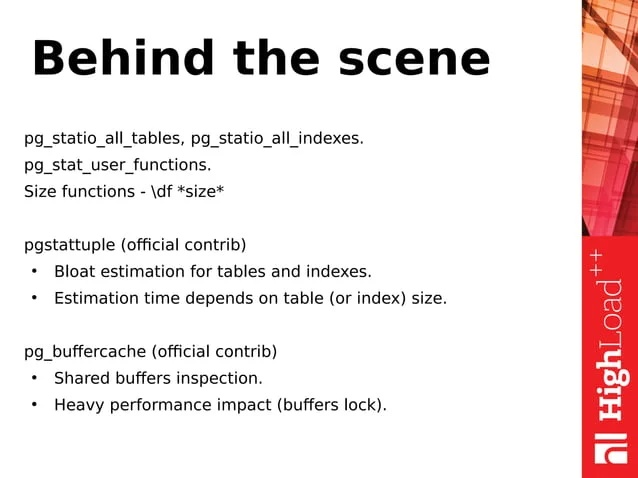 Behind the scene
pg_statio_all_tables, pg_statio_all_indexes.
pg_stat_user_functions.
Size functions - \df *size*
pgstattuple (official contrib)
• Bloat estimation for tables and indexes.
• Estimation time depends on table (or index) size.
pg_buffercache (official contrib)
• Shared buffers inspection.
• Heavy performance impact (buffers lock).
HighLoad++